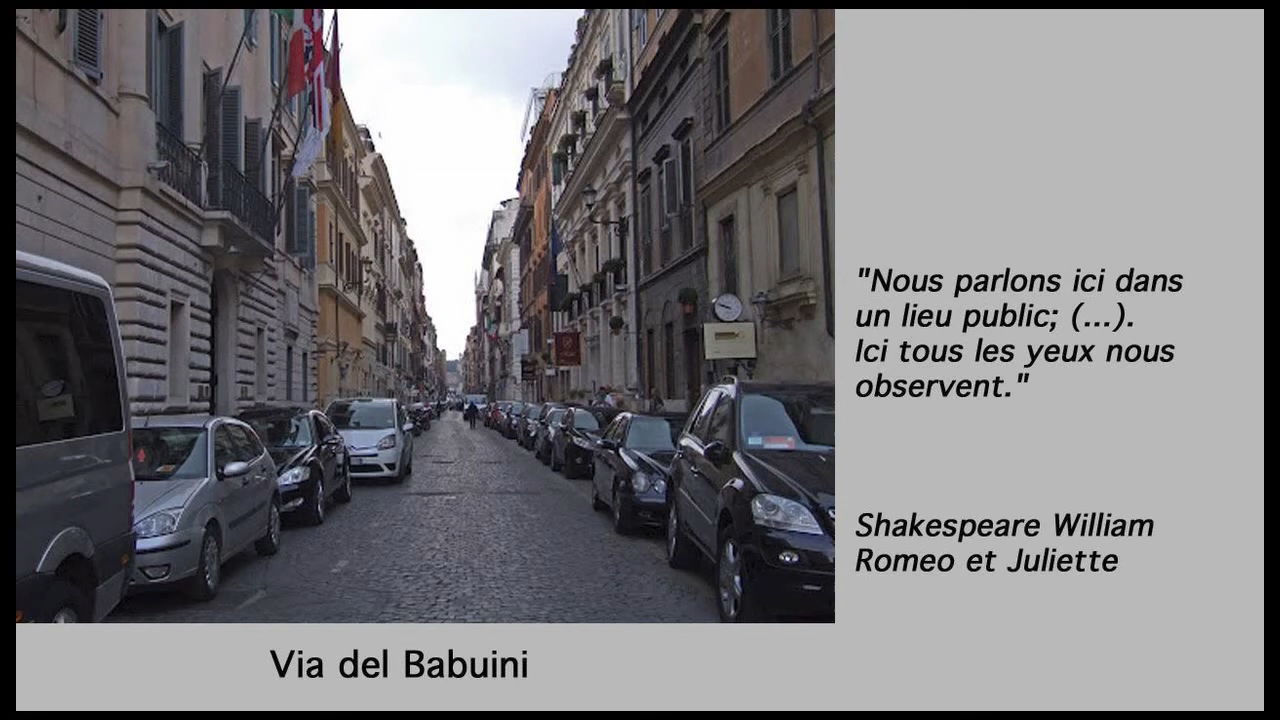 "Nous parlons ici dans
un lieu public; (...).
Ici tous les yeux nous
observent."
Shakespeare William
Romeo et Juliette
Via del Babuini